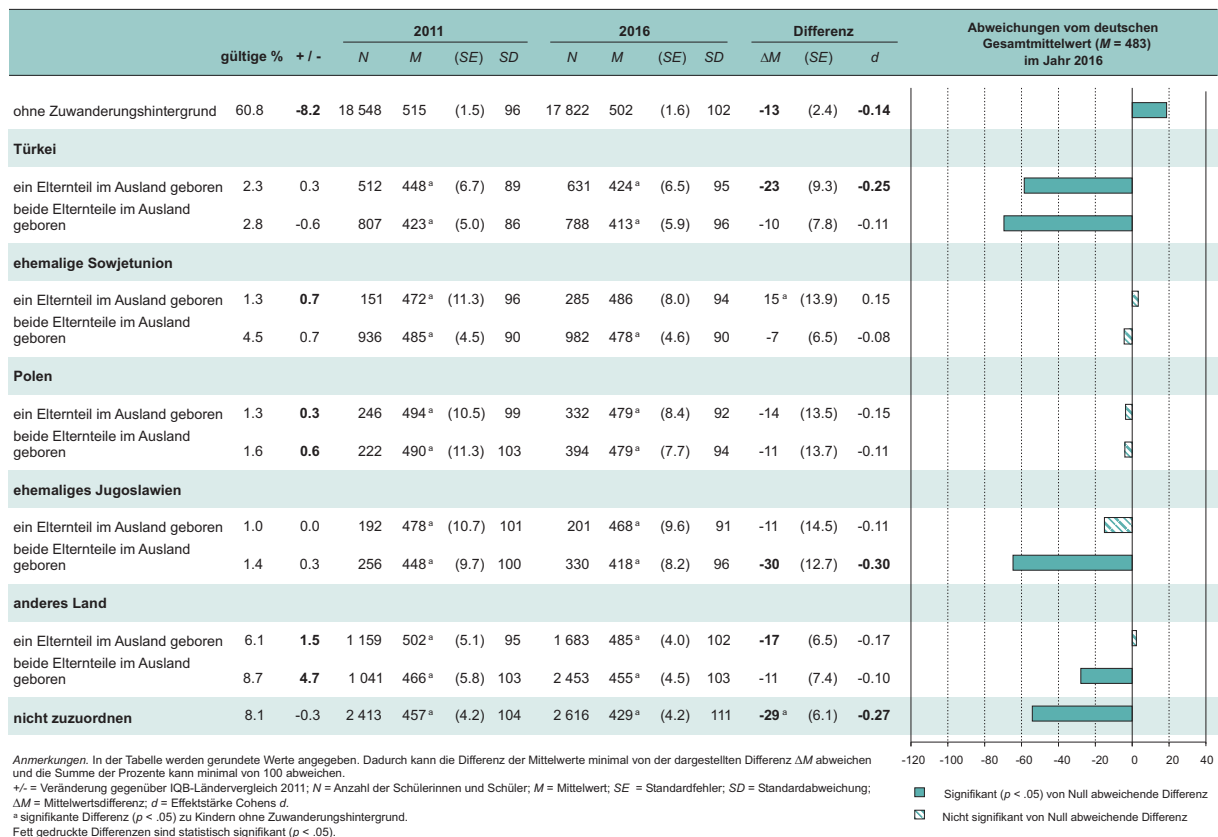 2011 2016 Differenz Abweichungen vom deutschen
Gesamtmittelwert (M = 483)
im Jahr 2016
gültige % + / - N M (SE) SD N M (SE) SD ΔM (SE) d
ohne Zuwanderungshintergrund 60.8 -8.2 18 548 515 (1.5) 96 17 822 502 (1.6) 102 -13 (2.4) -0.14
Türkei
ein Elternteil im Ausland geboren 2.3 0.3 512 448 a (6.7) 89 631 424 a (6.5) 95 -23 (9.3) -0.25
beide Elternteile im Ausland
geboren 2.8 -0.6 807 423 a (5.0) 86 788 413 a (5.9) 96 -10 (7.8) -0.11
ehemalige Sowjetunion
ein Elternteil im Ausland geboren 1.3 0.7 151 472 a (11.3) 96 285 486 (8.0) 94 15 a (13.9) 0.15
beide Elternteile im Ausland
geboren 4.5 0.7 936 485 a (4.5) 90 982 478 a (4.6) 90 -7 (6.5) -0.08
Polen
ein Elternteil im Ausland geboren 1.3 0.3 246 494 a (10.5) 99 332 479 a (8.4) 92 -14 (13.5) -0.15
beide Elternteile im Ausland
geboren 1.6 0.6 222 490 a (11.3) 103 394 479 a (7.7) 94 -11 (13.7) -0.11
ehemaliges Jugoslawien
ein Elternteil im Ausland geboren 1.0 0.0 192 478 a (10.7) 101 201 468 a (9.6) 91 -11 (14.5) -0.11
beide Elternteile im Ausland
geboren 1.4 0.3 256 448 a (9.7) 100 330 418 a (8.2) 96 -30 (12.7) -0.30
anderes Land
ein Elternteil im Ausland geboren 6.1 1.5 1 159 502 a (5.1) 95 1 683 485 a (4.0) 102 -17 (6.5) -0.17
beide Elternteile im Ausland
geboren 8.7 4.7 1 041 466 a (5.8) 103 2 453 455 a (4.5) 103 -11 (7.4) -0.10
nicht zuzuordnen 8.1 -0.3 2 413 457 a (4.2) 104 2 616 429 a (4.2) 111 -29 a (6.1) -0.27
-120 -100 -80 -60 -40 -20 0 20 40
Signifikant (p < .05) von Null abweichende Differenz
Nicht signifikant von Null abweichende Differenz
Anmerkungen. In der Tabelle werden gerundete Werte angegeben. Dadurch kann die Differenz der Mittelwerte minimal von der dargestellten Differenz ΔM abweichen
und die Summe der Prozente kann minimal von 100 abweichen.
+/- = Veränderung gegenüber IQB-Ländervergleich 2011; N = Anzahl der Schülerinnen und Schüler; M = Mittelwert; SE = Standardfehler; SD = Standardabweichung;
ΔM = Mittelwertsdifferenz; d = Effektstärke Cohens d.
a signifikante Differenz (p < .05) zu Kindern ohne Zuwanderungshintergrund.
Fett gedruckte Differenzen sind statistisch signifikant (p < .05).